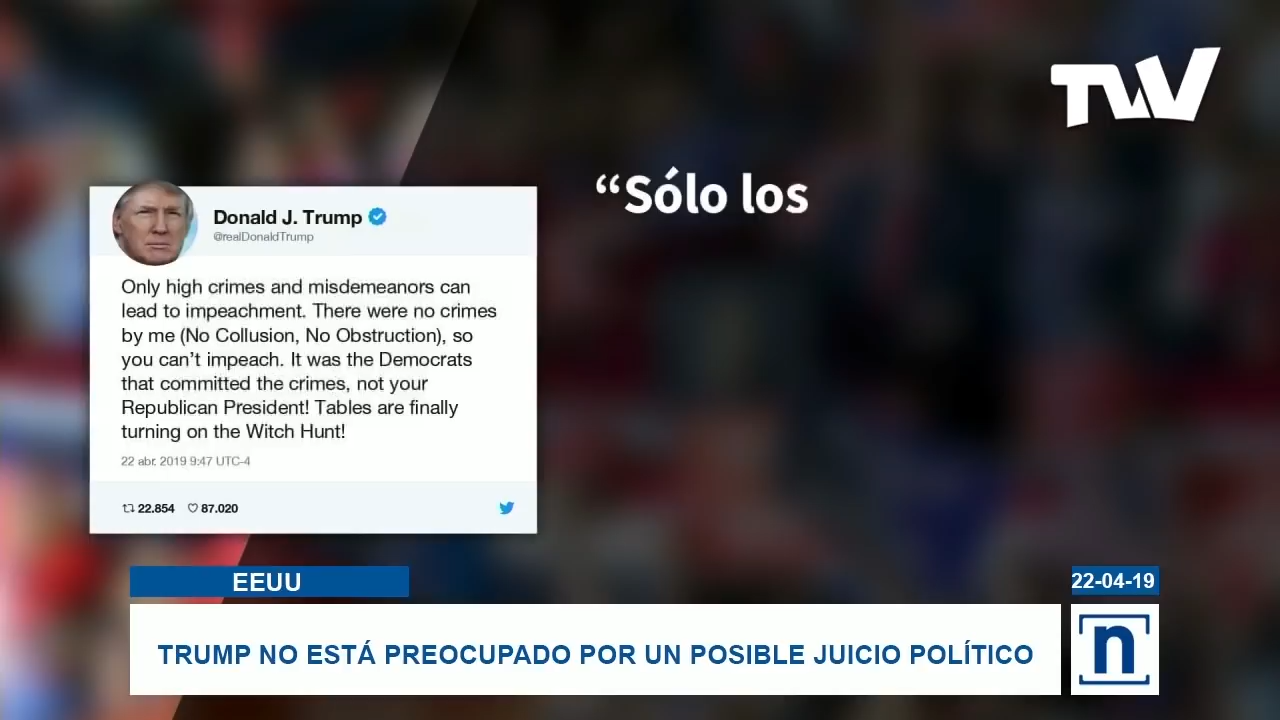 TVV
“Sólo los
Donald J. Trump
@realDonaldTrump
Only high crimes and misdemeanors can
lead to impeachment. There were no crimes
by me (No Collusion, No Obstruction), so
you can’t impeach. It was the Democrats
that committed the crimes, not your
Republican President! Tables are finally
turning on the Witch Hunt!
22 abr. 2019 9:47 UTC-4
22.854 87.020
EEUU
22-04-19
TRUMP NO ESTÁ PREOCUPADO POR UN POSIBLE JUICIO POLÍTICO
n